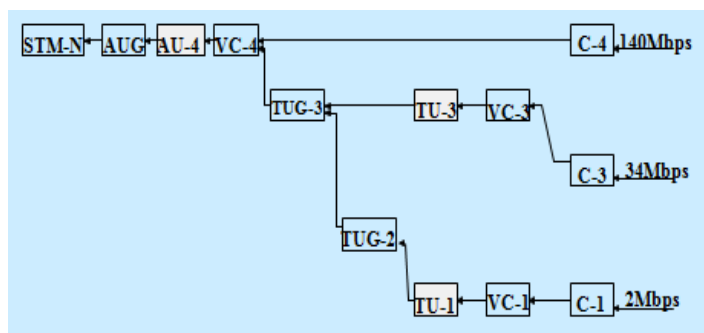 STM-N AUG AU-4 VC-4 C-4 140Mbps
TUG-3 TU-3 VC-3
C-3 34Mbps
TUG-2
TU-1 VC-1 C-1 2Mbps